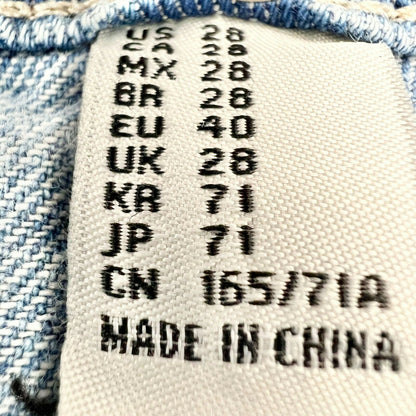 US 28
CA 28
MX 28
BR 28
EU 40
UK 28
KR 71
JP 71
CN 165/71A
MADE IN CHINA